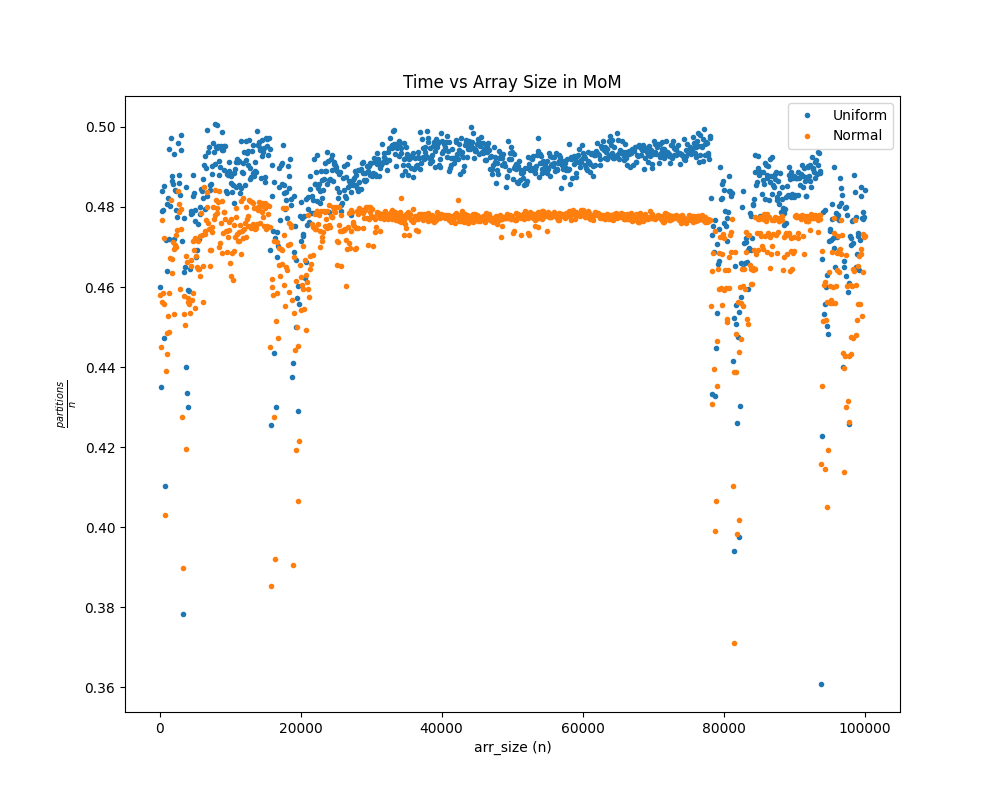 Time vs Array Size in MoM
Uniform
Normal
0.50
0.48
0.46
0.44
0.42
0.40
0.38
0.36
partitions
n
0 20000 40000 60000 80000 100000
arr_size (n)